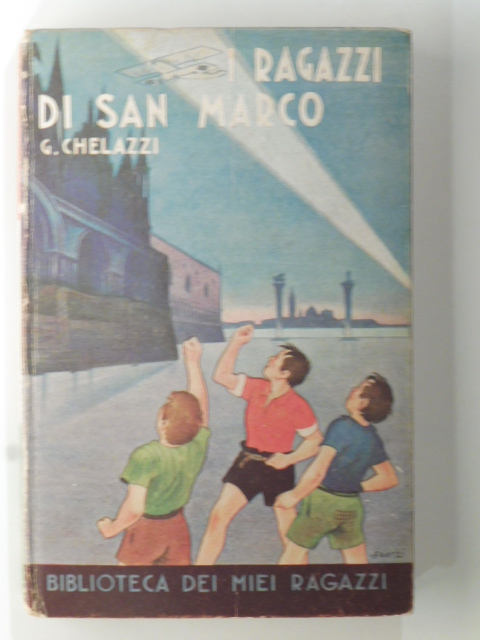 I RAGAZZI
DI SAN MARCO
G. CHELAZZI
BIBLIOTECA DEI MIEI RAGAZZI